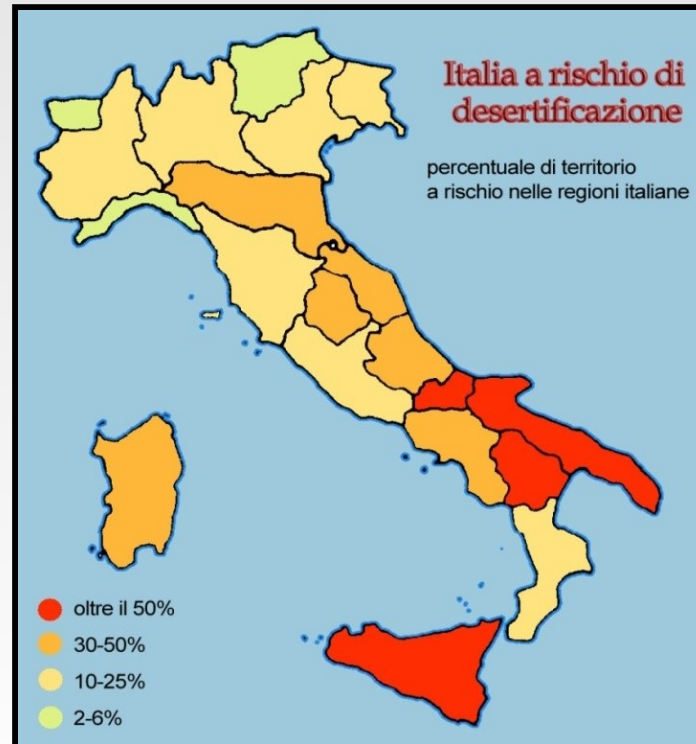 Italia a rischio di
desertificazione
percentuale di territorio
a rischio nelle regioni italiane
oltre il 50%
30-50%
10-25%
2-6%